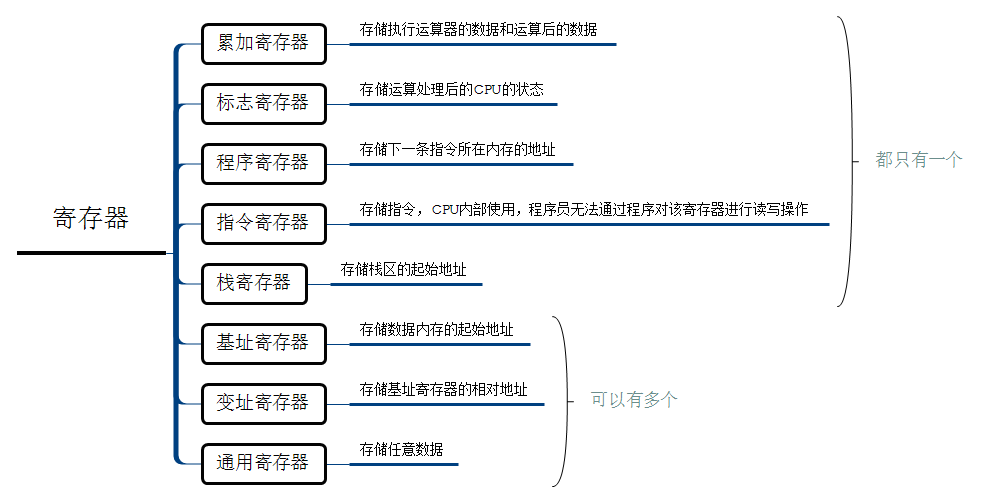 寄存器
累加寄存器
存储执行运算器的数据和运算后的数据
标志寄存器
存储运算处理后的CPU的状态
程序寄存器
存储下一条指令所在内存的地址
指令寄存器
存储指令，CPU内部使用，程序员无法通过程序对该寄存器进行读写操作
栈寄存器
存储栈区的起始地址
都只有一个
基址寄存器
存储数据内存的起始地址
变址寄存器
存储基址寄存器的相对地址
通用寄存器
存储任意数据
可以有多个